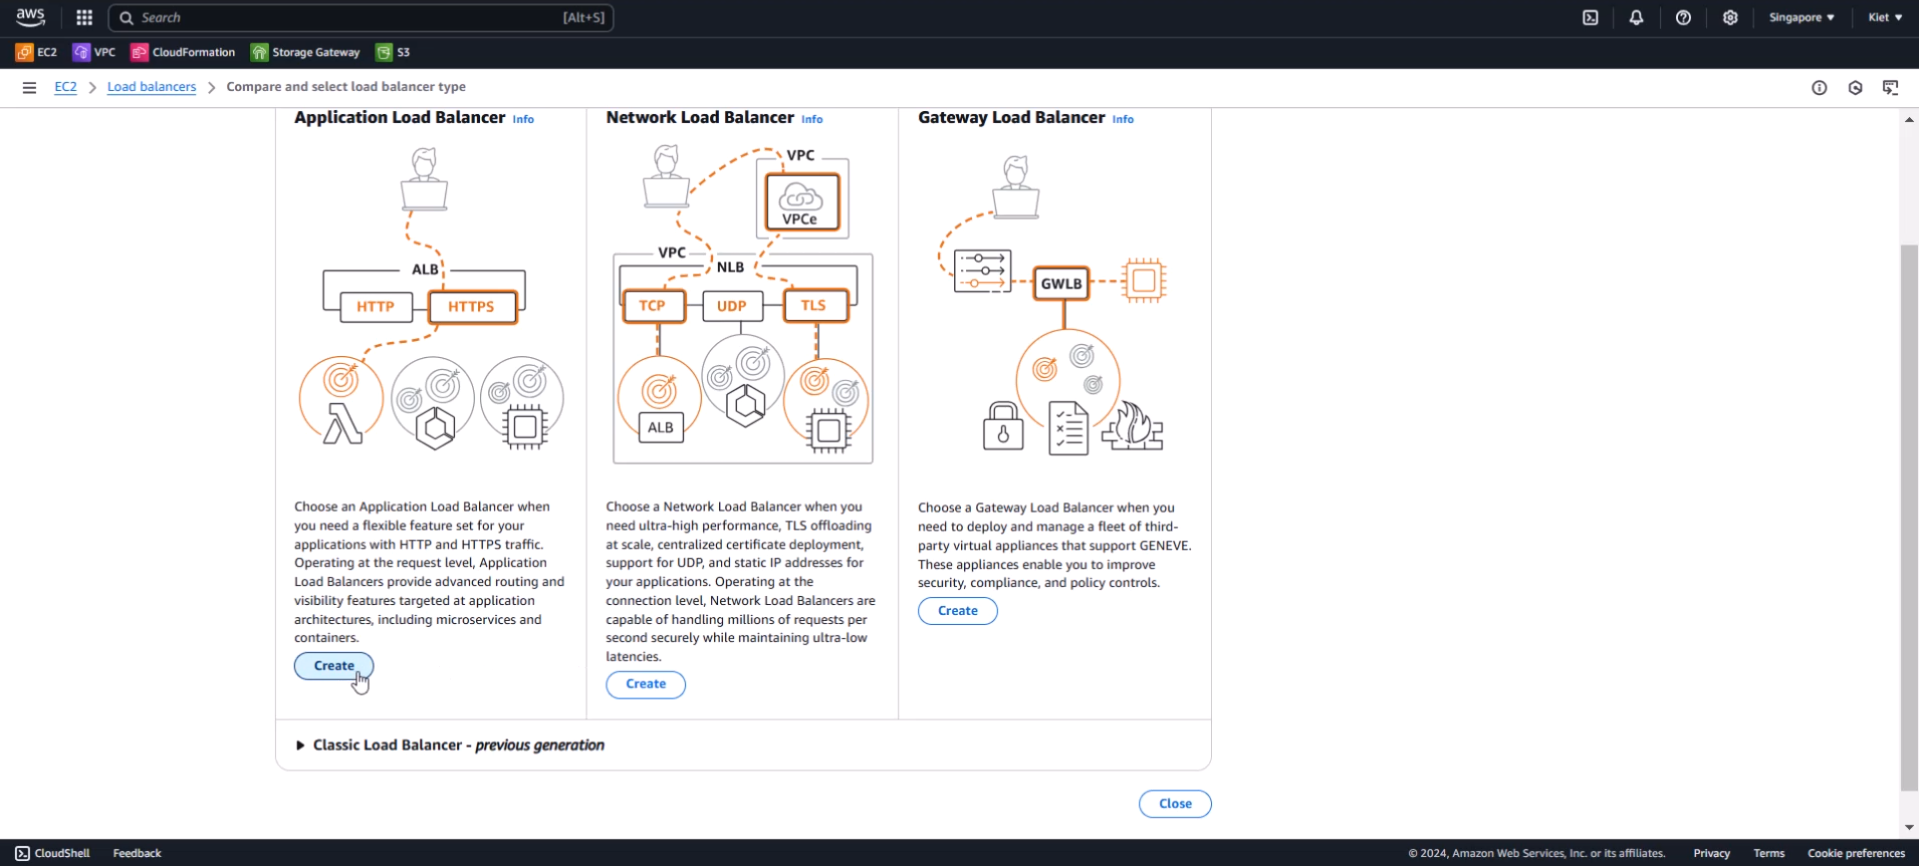 aws
Search
[Alt+S]
Singapore
Kiet
EC2
VPC
CloudFormation
Storage Gateway
S3
EC2
Load balancers
Compare and select load balancer type
Application Load Balancer Info
ALB
HTTP
HTTPS
Choose an Application Load Balancer when
you need a flexible feature set for your
applications with HTTP and HTTPS traffic.
Operating at the request level, Application
Load Balancers provide advanced routing and
visibility features targeted at application
architectures, including microservices and
containers.
Create
Network Load Balancer Info
VPC
VPCe
VPC
NLB
TCP
UDP
TLS
ALB
Choose a Network Load Balancer when you
need ultra-high performance, TLS offloading
at scale, centralized certificate deployment,
support for UDP, and static IP addresses for
your applications. Operating at the
connection level, Network Load Balancers are
capable of handling millions of requests per
second securely while maintaining ultra-low
latencies.
Create
Gateway Load Balancer Info
GWLB
Choose a Gateway Load Balancer when you
need to deploy and manage a fleet of third-
party virtual appliances that support GENEVE.
These appliances enable you to improve
security, compliance, and policy controls.
Create
Classic Load Balancer - previous generation
Close
CloudShell
Feedback
© 2024, Amazon Web Services, Inc. or its affiliates.
Privacy
Terms
Cookie preferences